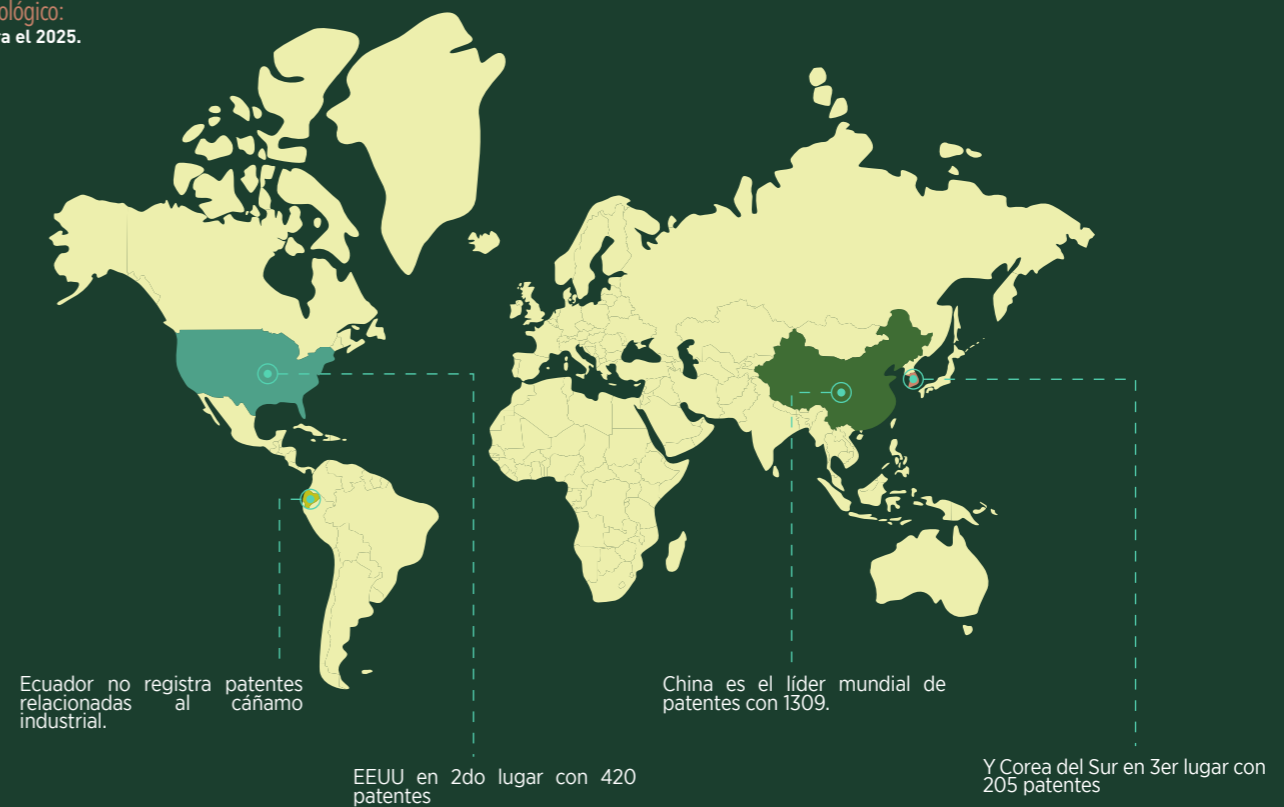 ológico:
a el 2025.
Ecuador no registra patentes
relacionadas al cáñamo
industrial.
EEUU en 2do lugar con 420
patentes
China es el líder mundial de
patentes con 1309.
Y Corea del Sur en 3er lugar con
205 patentes